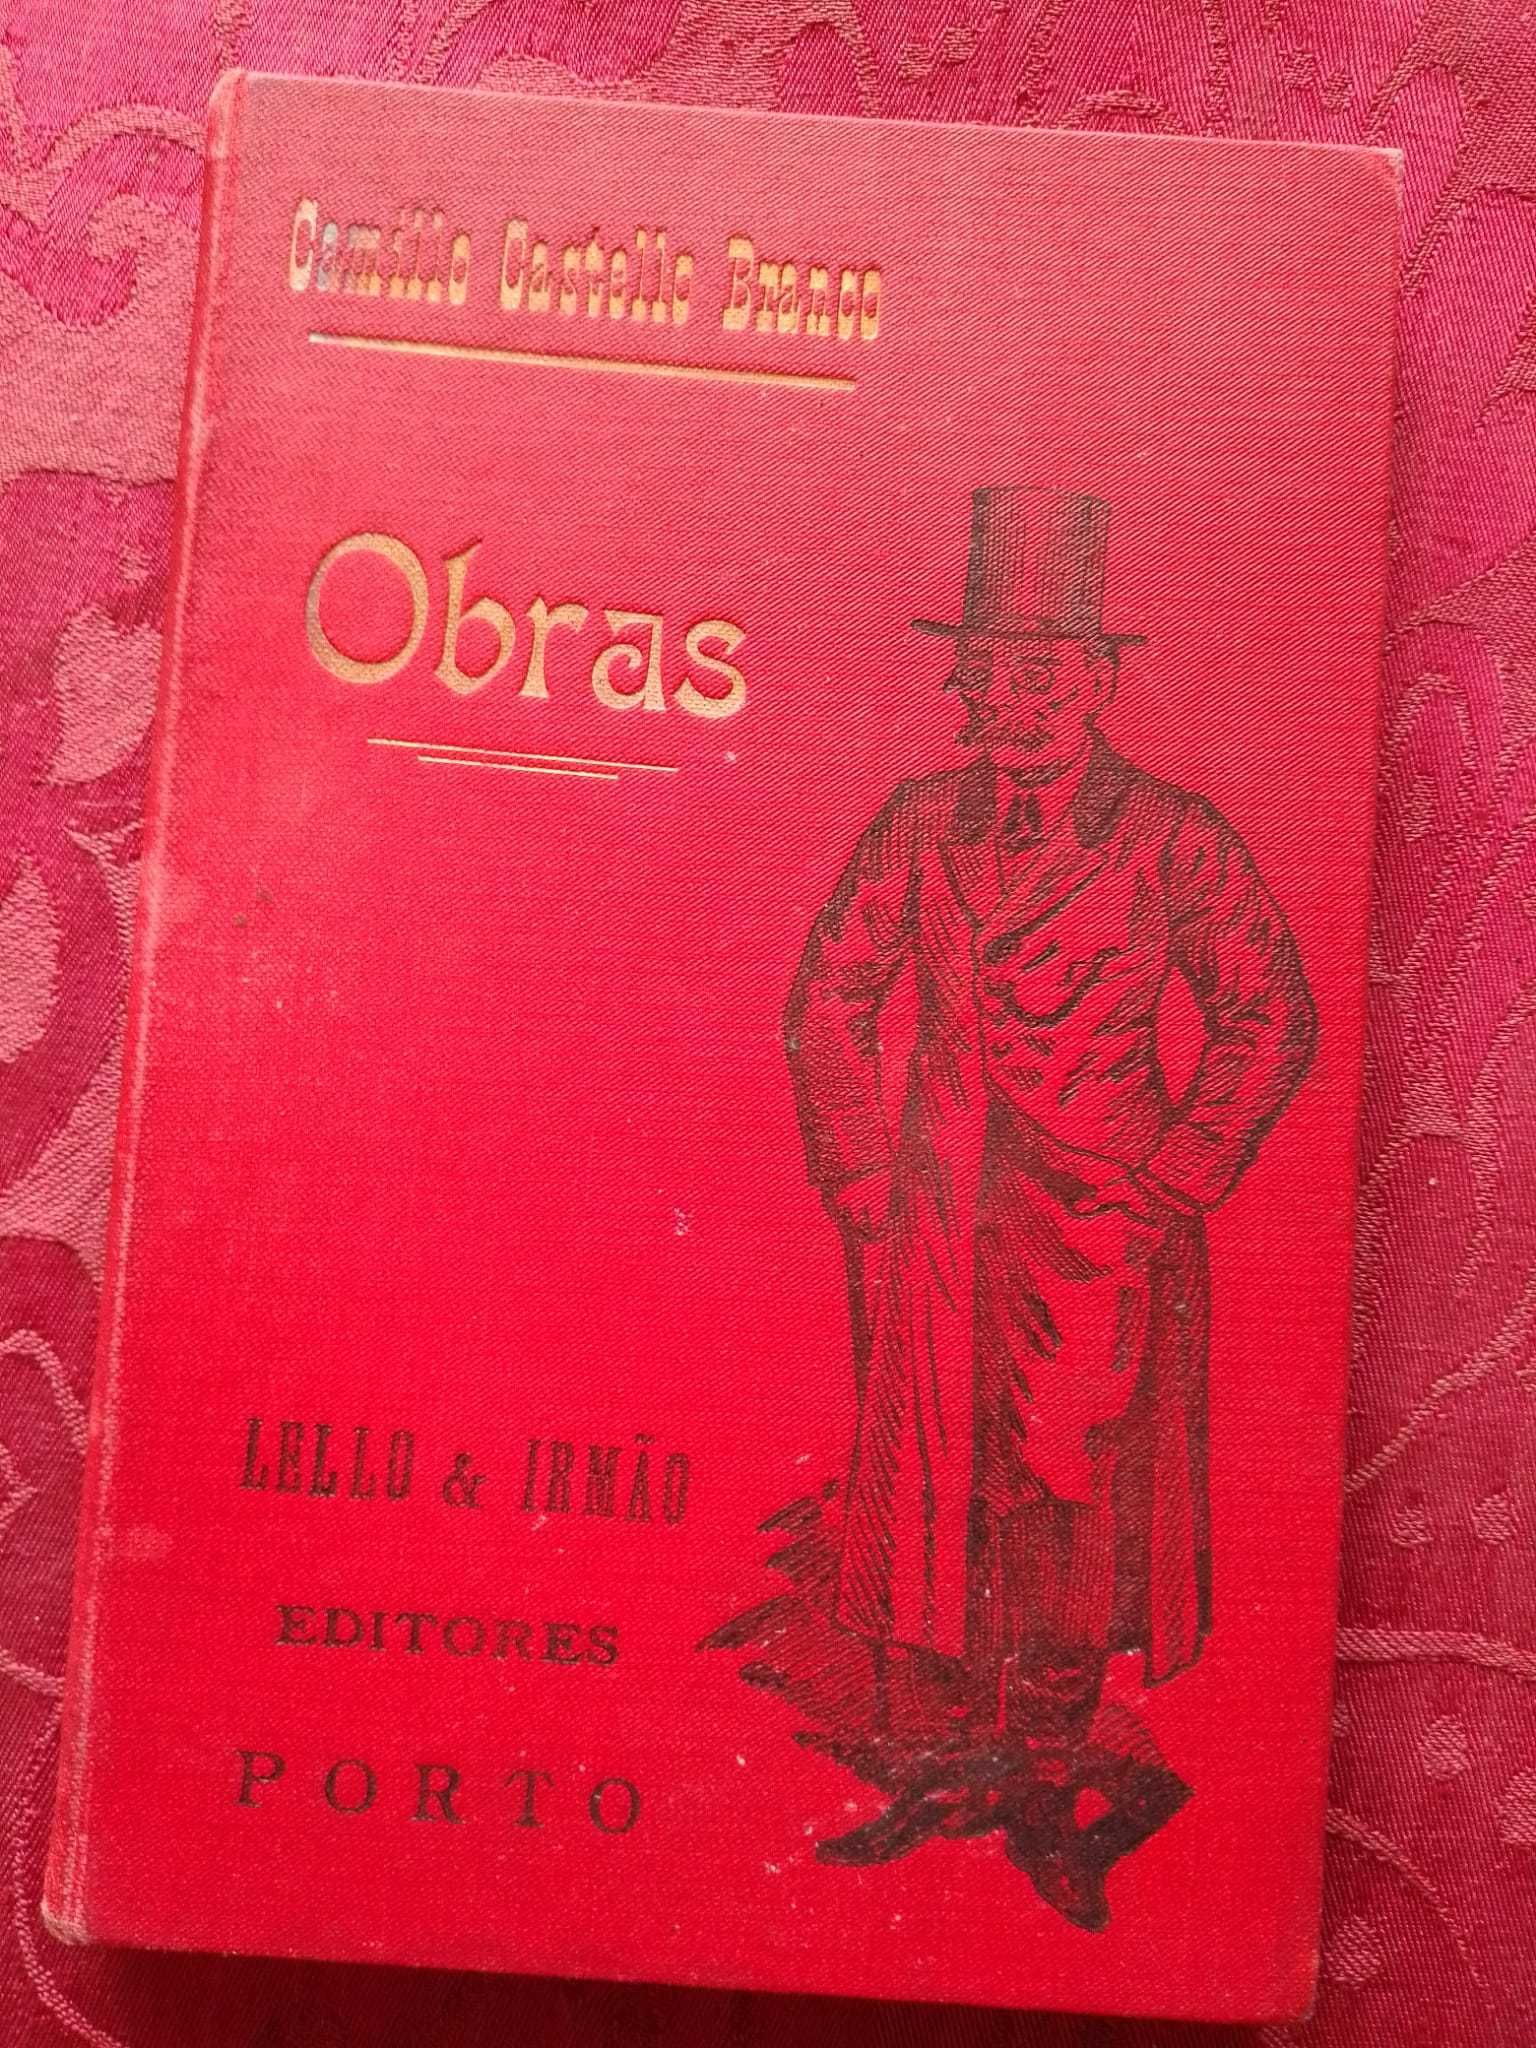 Camillo Castello Branco
Obras
LELLO & IRMÃO
EDITORES
PORTO